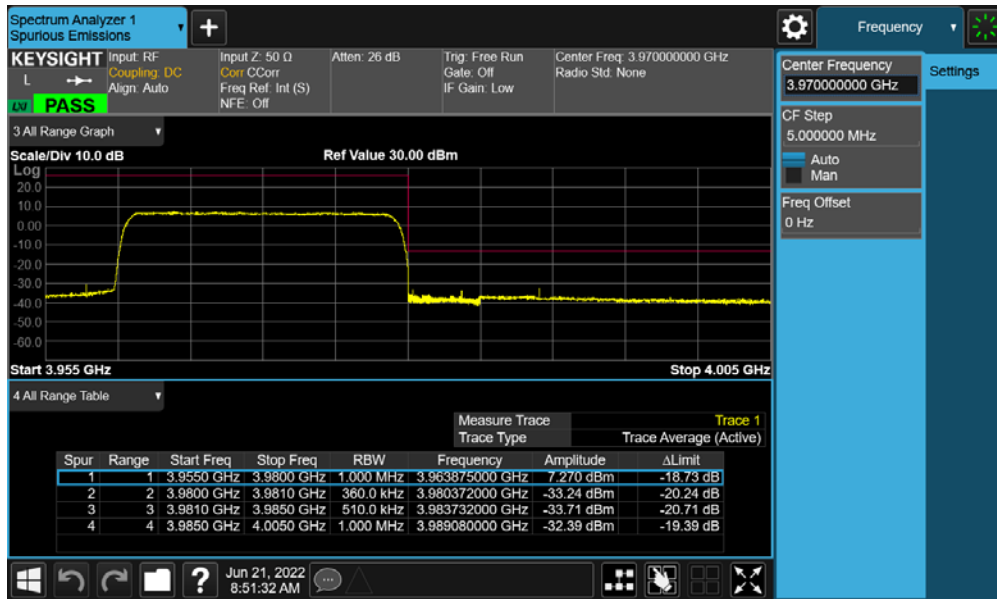 Spectrum Analyzer 1
Spurious Emissions
+
Frequency
KEYSIGHT
L
LXI
PASS
Input: RF
Coupling: DC
Align: Auto
Input Z: 50 Ω
Corr CCorr
Freq Ref: Int (S)
NFE: Off
Atten: 26 dB
Trig: Free Run
Gate: Off
IF Gain: Low
Center Freq: 3.970000000 GHz
Radio Std: None
Center Frequency
3.970000000 GHz
Settings
CF Step
5.000000 MHz
Auto
Man
Freq Offset
0 Hz
3 All Range Graph
Scale/Div 10.0 dB
Ref Value 30.00 dBm
Log
20.0
10.0
0.00
-10.0
-20.0
-30.0
-40.0
-50.0
-60.0
Start 3.955 GHz
Stop 4.005 GHz
4 All Range Table
Measure Trace Trace 1
Trace Type Trace Average (Active)
Spur Range Start Freq Stop Freq RBW Frequency Amplitude ΔLimit
1 1 3.9550 GHz 3.9800 GHz 1.000 MHz 3.963875000 GHz 7.270 dBm -18.73 dB
2 2 3.9800 GHz 3.9810 GHz 360.0 kHz 3.980372000 GHz -33.24 dBm -20.24 dB
3 3 3.9810 GHz 3.9850 GHz 510.0 kHz 3.983732000 GHz -33.71 dBm -20.71 dB
4 4 3.9850 GHz 4.0050 GHz 1.000 MHz 3.989080000 GHz -32.39 dBm -19.39 dB
?
Jun 21, 2022
8:51:32 AM